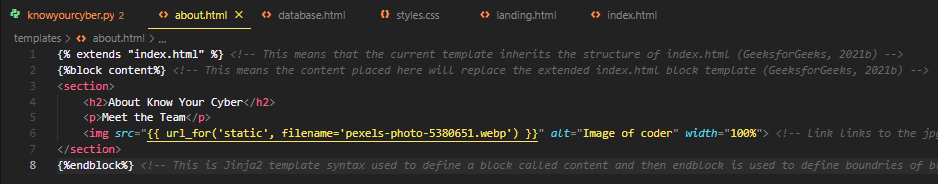 knowyourcyber.py 2 about.html database.html styles.css landing.html index.html
templates > about.html > ...
1 {% extends "index.html" %} <!-- This means that the current template inherits the structure of index.html (GeeksforGeeks, 2021b) -->
2 {%block content%} <!-- This means the content placed here will replace the extended index.html block template (GeeksforGeeks, 2021b) -->
3 <section>
4 <h2>About Know Your Cyber</h2>
5 <p>Meet the Team</p>
6 <img src="{{ url_for('static', filename='pexels-photo-5380651.webp') }}" alt="Image of coder" width="100%"> <!-- Link links to the jpg
7 </section>
8 {%endblock%} <!-- This is Jinja2 template syntax used to define a block called content and then endblock is used to define boundries of